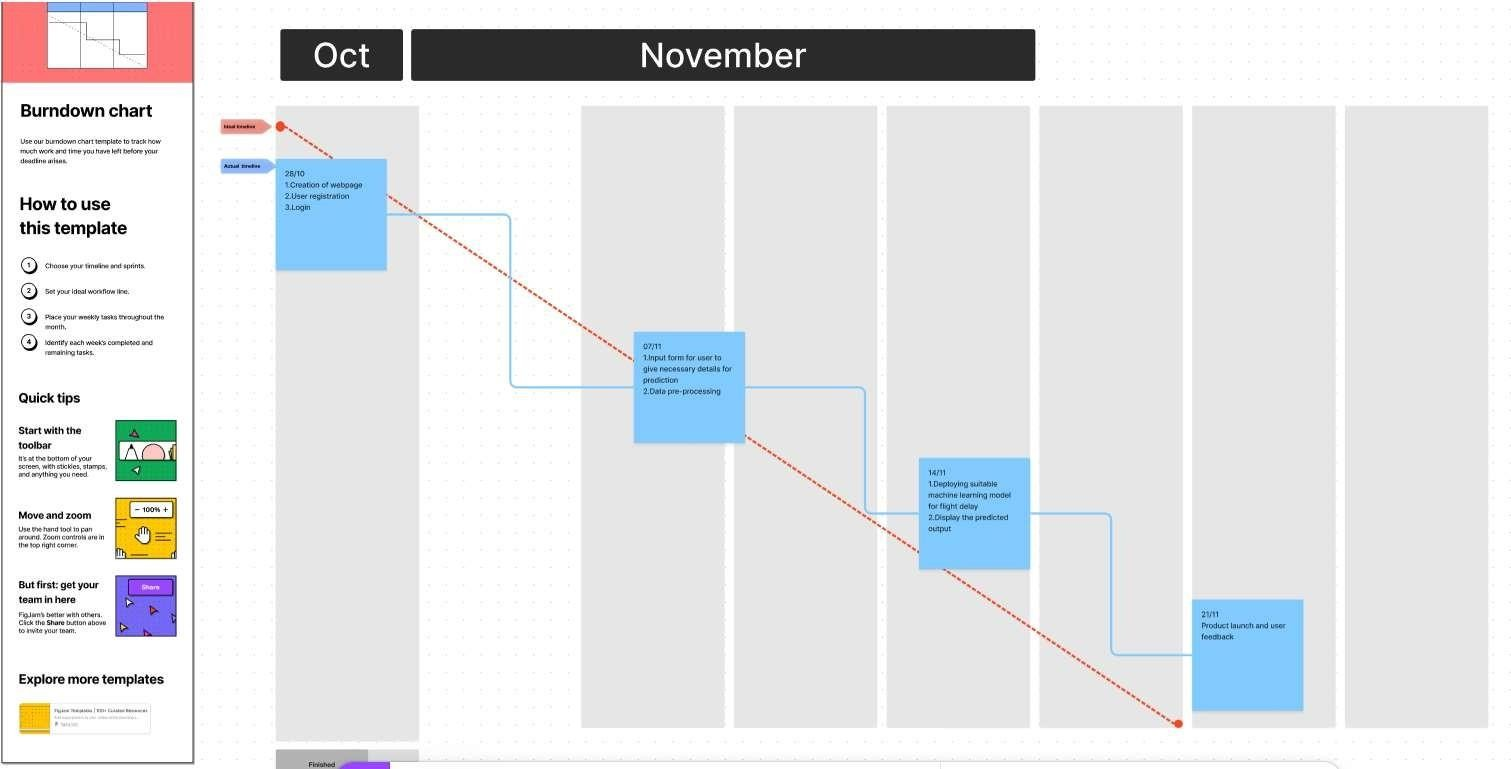 Burndown chart
Use our burndown chart template to track how
much work and time you have left before your
deadline arises.
How to use
this template
1 Choose your timeline and sprints.
2 Set your ideal workflow line.
3 Place your weekly tasks throughout the
month.
4 Identify each week's completed and
remaining tasks.
Quick tips
Start with the
toolbar
It's at the bottom of your
screen, with stickies, stamps,
and anything you need.
Move and zoom
Use the hand tool to pan
around. Zoom controls are in
the top right corner.
− 100% +
But first: get your
team in here
FigJam's better with others.
Click the Share button above
to invite your team.
Share
Explore more templates
FigJam Templates | 100+ Curated Resources
Oct
November
Ideal timeline
Actual timeline
28/10
1.Creation of webpage
2.User registration
3.Login
07/11
1.Input form for user to
give necessary details for
prediction
2.Data pre-processing
14/11
1.Deploying suitable
machine learning model
for flight delay
2.Display the predicted
output
21/11
Product launch and user
feedback
Finished